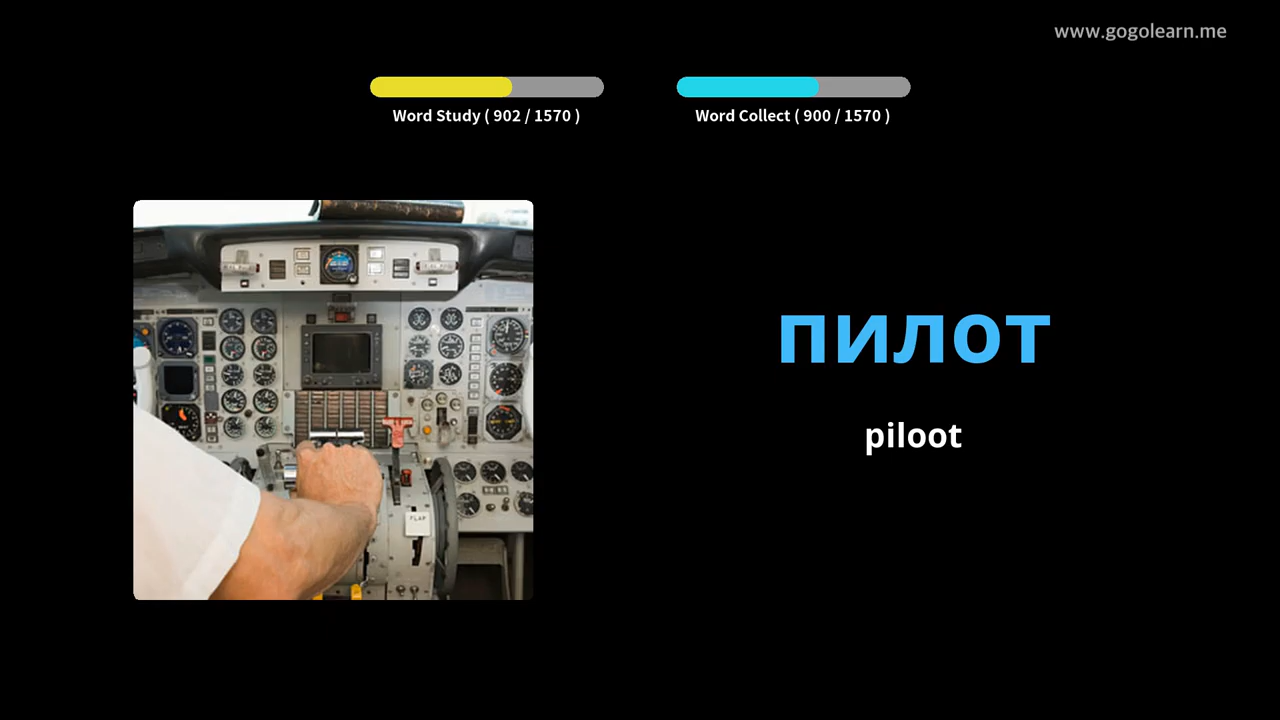 www.gogolearn.me
Word Study ( 902 / 1570 )
Word Collect ( 900 / 1570 )
пилот
piloot
FLAP